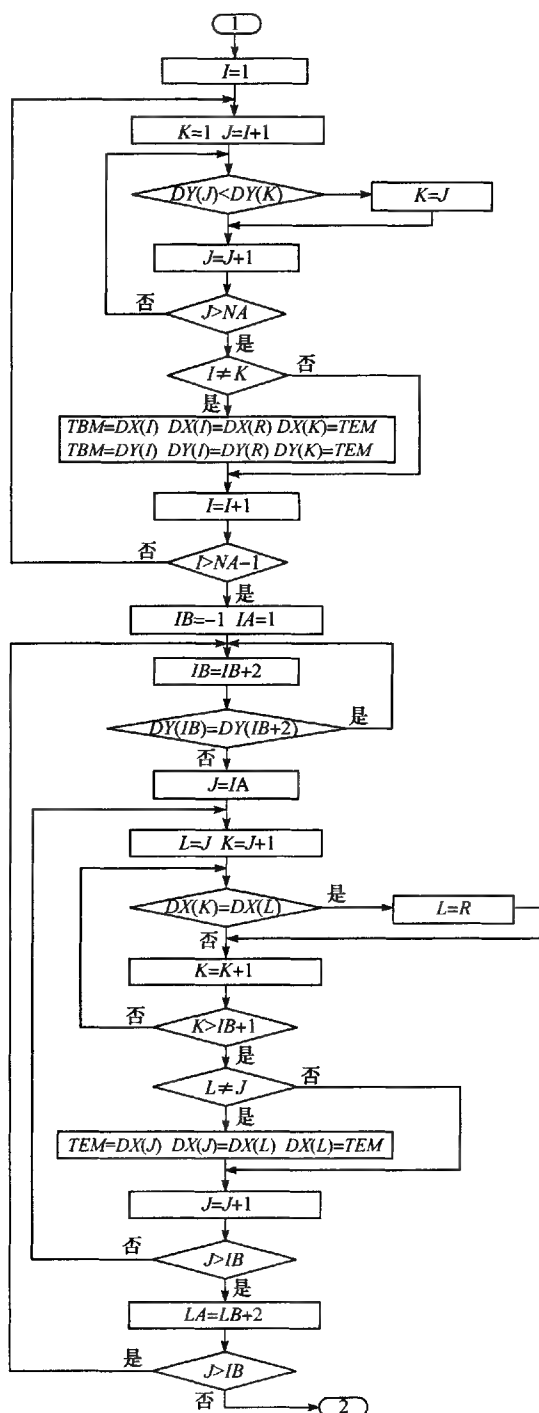 1
I=1
K=1 J=I+1
DY(J)<DY(K)
K=J
J=J+1
否
J>NA
是
I≠K
否
是
TBM=DX(I) DX(I)=DX(R) DX(K)=TEM
TBM=DY(I) DY(I)=DY(R) DY(K)=TEM
I=I+1
否
I>NA-1
是
IB=-1 IA=1
IB=IB+2
DY(IB)=DY(IB+2)
是
否
J=IA
L=J K=J+1
DX(K)=DX(L)
是
L=R
否
K=K+1
否
K>IB+1
是
L≠J
否
是
TEM=DX(J) DX(J)=DX(L) DX(L)=TEM
J=J+1
否
J>IB
是
LA=LB+2
是
J>IB
否
2